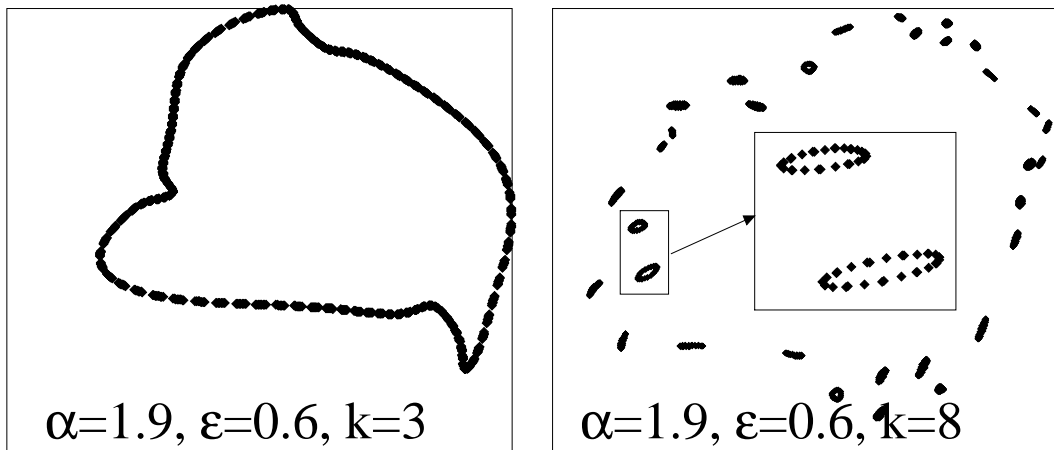 α=1.9, ε=0.6, k=3
α=1.9, ε=0.6, k=8